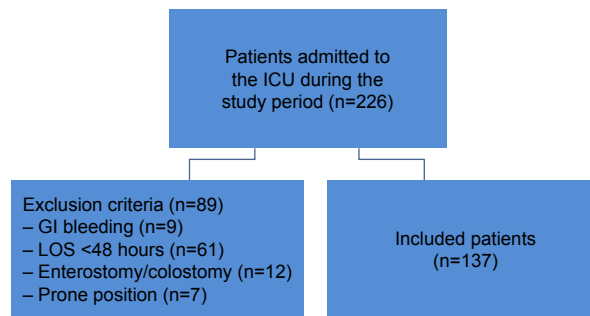 Patients admitted to
the ICU during the
study period (n=226)
Exclusion criteria (n=89)
– GI bleeding (n=9)
– LOS <48 hours (n=61)
– Enterostomy/colostomy (n=12)
– Prone position (n=7)
Included patients
(n=137)